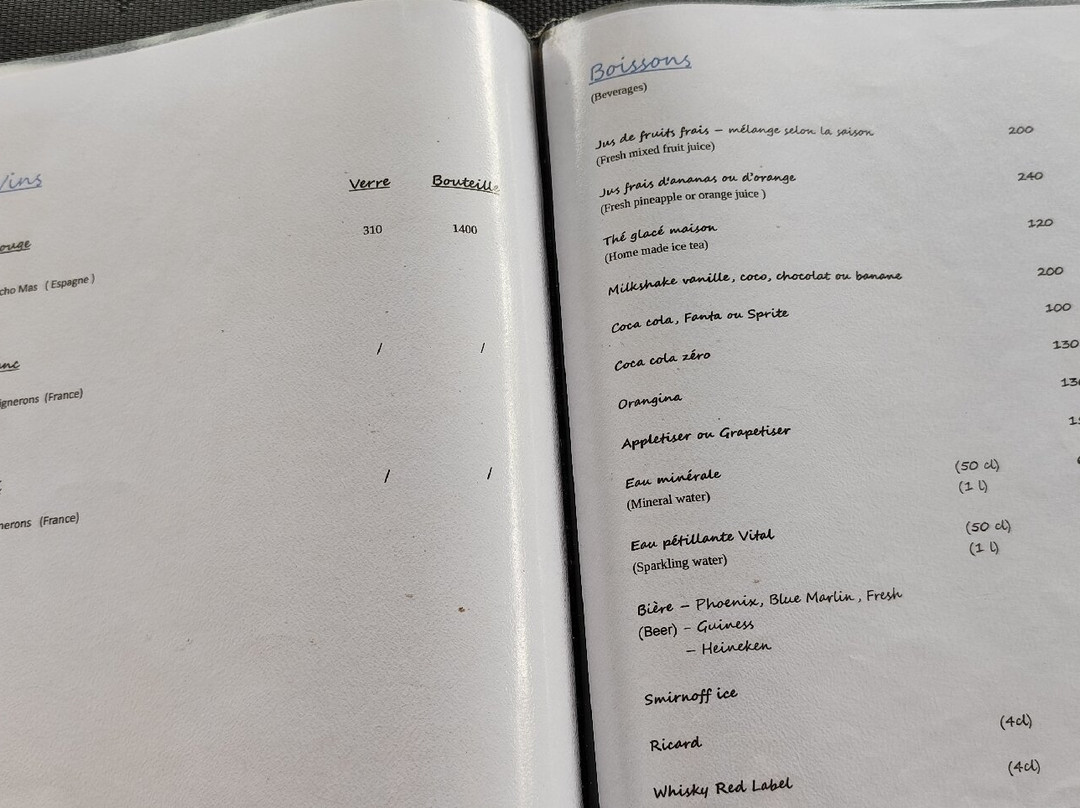 Vins
Verre Bouteille
310 1400
cho Mas ( Espagne )
/ /
ignerons (France)
/ /
nerons (France)
Boissons
(Beverages)
Jus de fruits frais – mélange selon la saison 200
(Fresh mixed fruit juice)
Jus frais d'ananas ou d'orange 240
(Fresh pineapple or orange juice )
Thé glacé maison 120
(Home made ice tea)
Milkshake vanille, coco, chocolat ou banane 200
Coca cola, Fanta ou Sprite 100
Coca cola zéro 130
Orangina
Appletiser ou Grapetiser
Eau minérale (50 cl)
(Mineral water) (1 l)
Eau pétillante Vital (50 cl)
(Sparkling water) (1 l)
Bière – Phoenix, Blue Marlin , Fresh
(Beer) – Guiness
– Heineken
Smirnoff ice
Ricard (4cl)
Whisky Red Label (4cl)